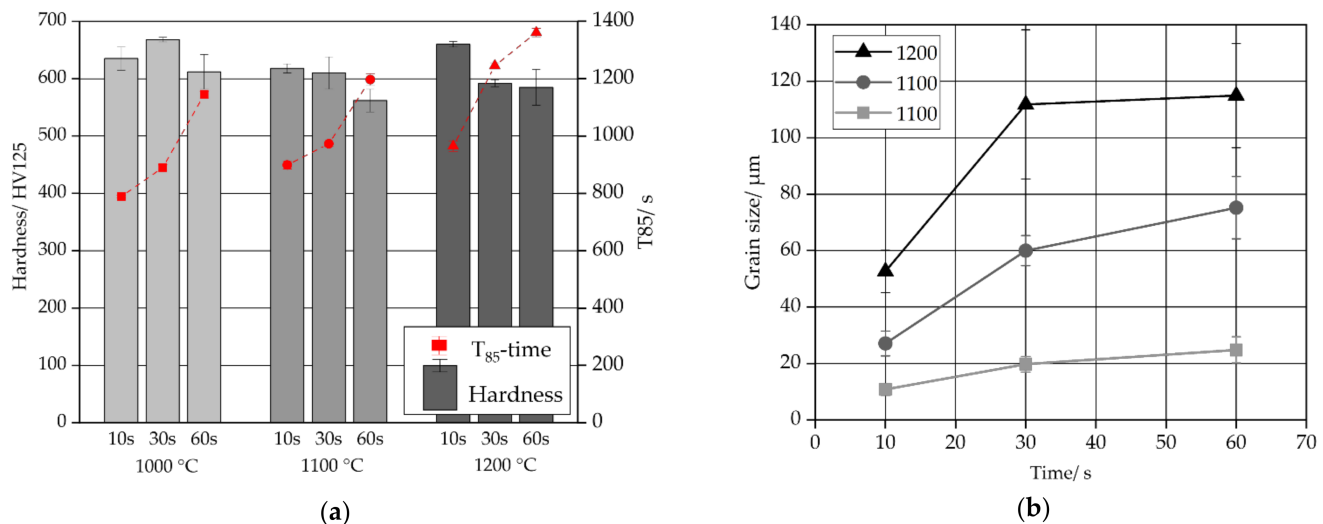 700
600
500
400
300
200
100
0
Hardness/ HV125
1400
1200
1000
800
600
400
200
0
T85/ s
T85-time
Hardness
10s 30s 60s 10s 30s 60s 10s 30s 60s
1000 °C 1100 °C 1200 °C
(a)
140
120
100
80
60
40
20
0
Grain size/ μm
1200
1100
1100
0 10 20 30 40 50 60 70
Time/ s
(b)